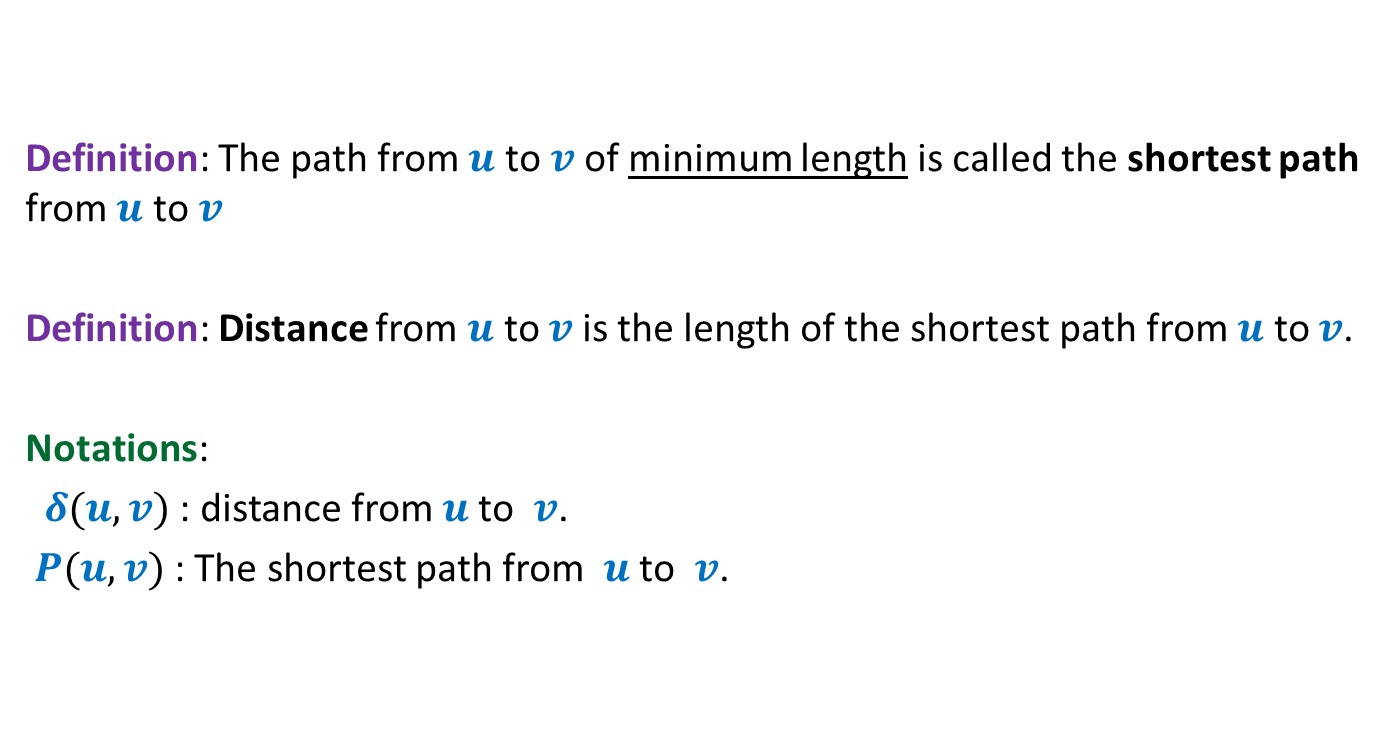 Definition: The path from u to v of minimum length is called the shortest path
from u to v
Definition: Distance from u to v is the length of the shortest path from u to v.
Notations:
δ(u, v) : distance from u to v.
P(u, v) : The shortest path from u to v.